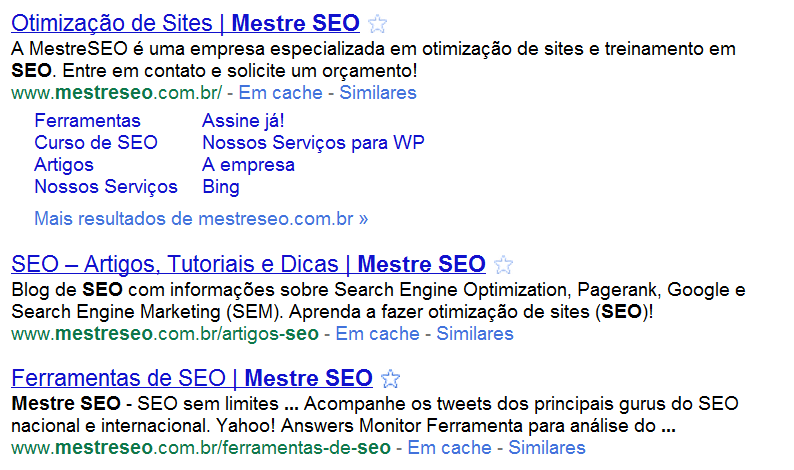 Otimização de Sites | Mestre SEO
A MestreSEO é uma empresa especializada em otimização de sites e treinamento em
SEO. Entre em contato e solicite um orçamento!
www.mestreseo.com.br/ - Em cache - Similares
Ferramentas Assine já!
Curso de SEO Nossos Serviços para WP
Artigos A empresa
Nossos Serviços Bing
Mais resultados de mestreseo.com.br »
SEO – Artigos, Tutoriais e Dicas | Mestre SEO
Blog de SEO com informações sobre Search Engine Optimization, Pagerank, Google e
Search Engine Marketing (SEM). Aprenda a fazer otimização de sites (SEO)!
www.mestreseo.com.br/artigos-seo - Em cache - Similares
Ferramentas de SEO | Mestre SEO
Mestre SEO - SEO sem limites ... Acompanhe os tweets dos principais gurus do SEO
nacional e internacional. Yahoo! Answers Monitor Ferramenta para análise do ...
www.mestreseo.com.br/ferramentas-de-seo - Em cache - Similares